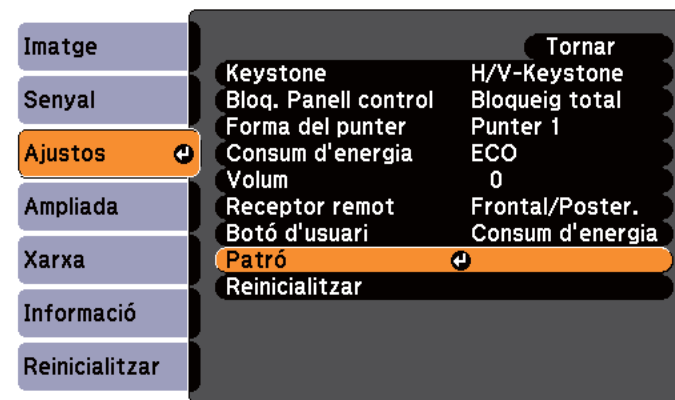 Imatge
Senyal
Ajustos
Ampliada
Xarxa
Informació
Reinicialitzar
Tornar
Keystone H/V-Keystone
Bloq. Panell control Bloqueig total
Forma del punter Punter 1
Consum d'energia ECO
Volum 0
Receptor remot Frontal/Poster.
Botó d'usuari Consum d'energia
Patró
Reinicialitzar